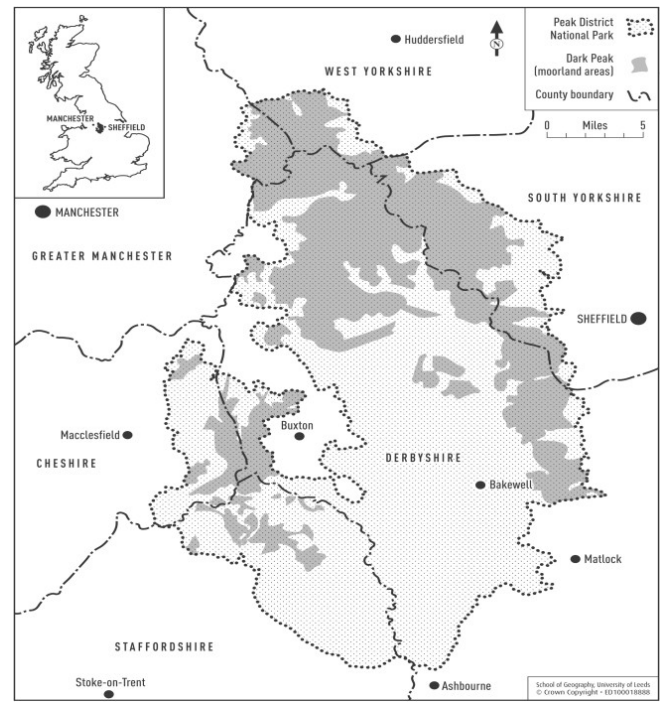 Huddersfield
N
WEST YORKSHIRE
Peak District
National Park
Dark Peak
(moorland areas)
County boundary
0 Miles 5
MANCHESTER
SHEFFIELD
MANCHESTER
GREATER MANCHESTER
SOUTH YORKSHIRE
SHEFFIELD
Macclesfield
CHESHIRE
Buxton
DERBYSHIRE
Bakewell
Matlock
STAFFORDSHIRE
Stoke-on-Trent
Ashbourne
School of Geography, University of Leeds
© Crown Copyright • ED100018888